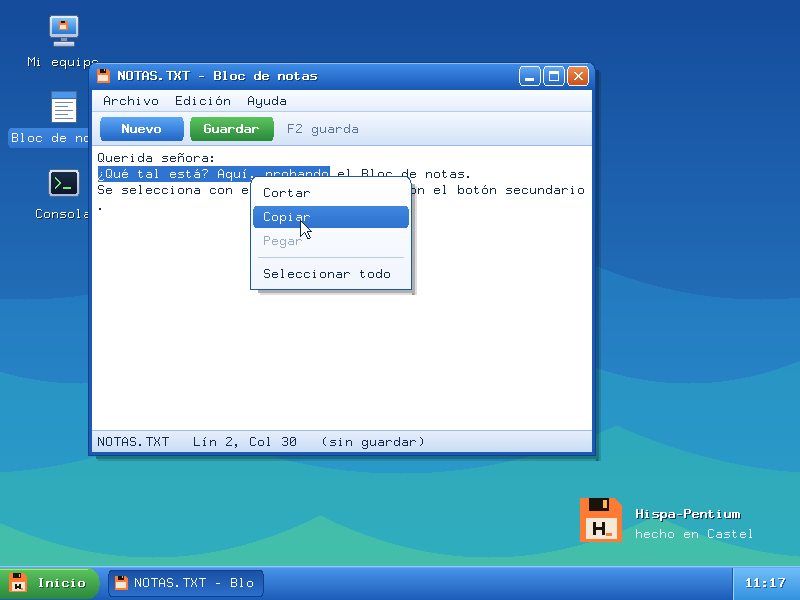 Mi equipo
Bloc de no
Consola
NOTAS.TXT - Bloc de notas
Archivo Edición Ayuda
Nuevo Guardar F2 guarda
Querida señora:
¿Qué tal está? Aquí, probando el Bloc de notas.
Se selecciona con e
n el botón secundario
.
Cortar
Copiar
Pegar
Seleccionar todo
NOTAS.TXT Lín 2, Col 30 (sin guardar)
H_
Hispa-Pentium
hecho en Castel
Inicio
NOTAS.TXT - Blo
11:17